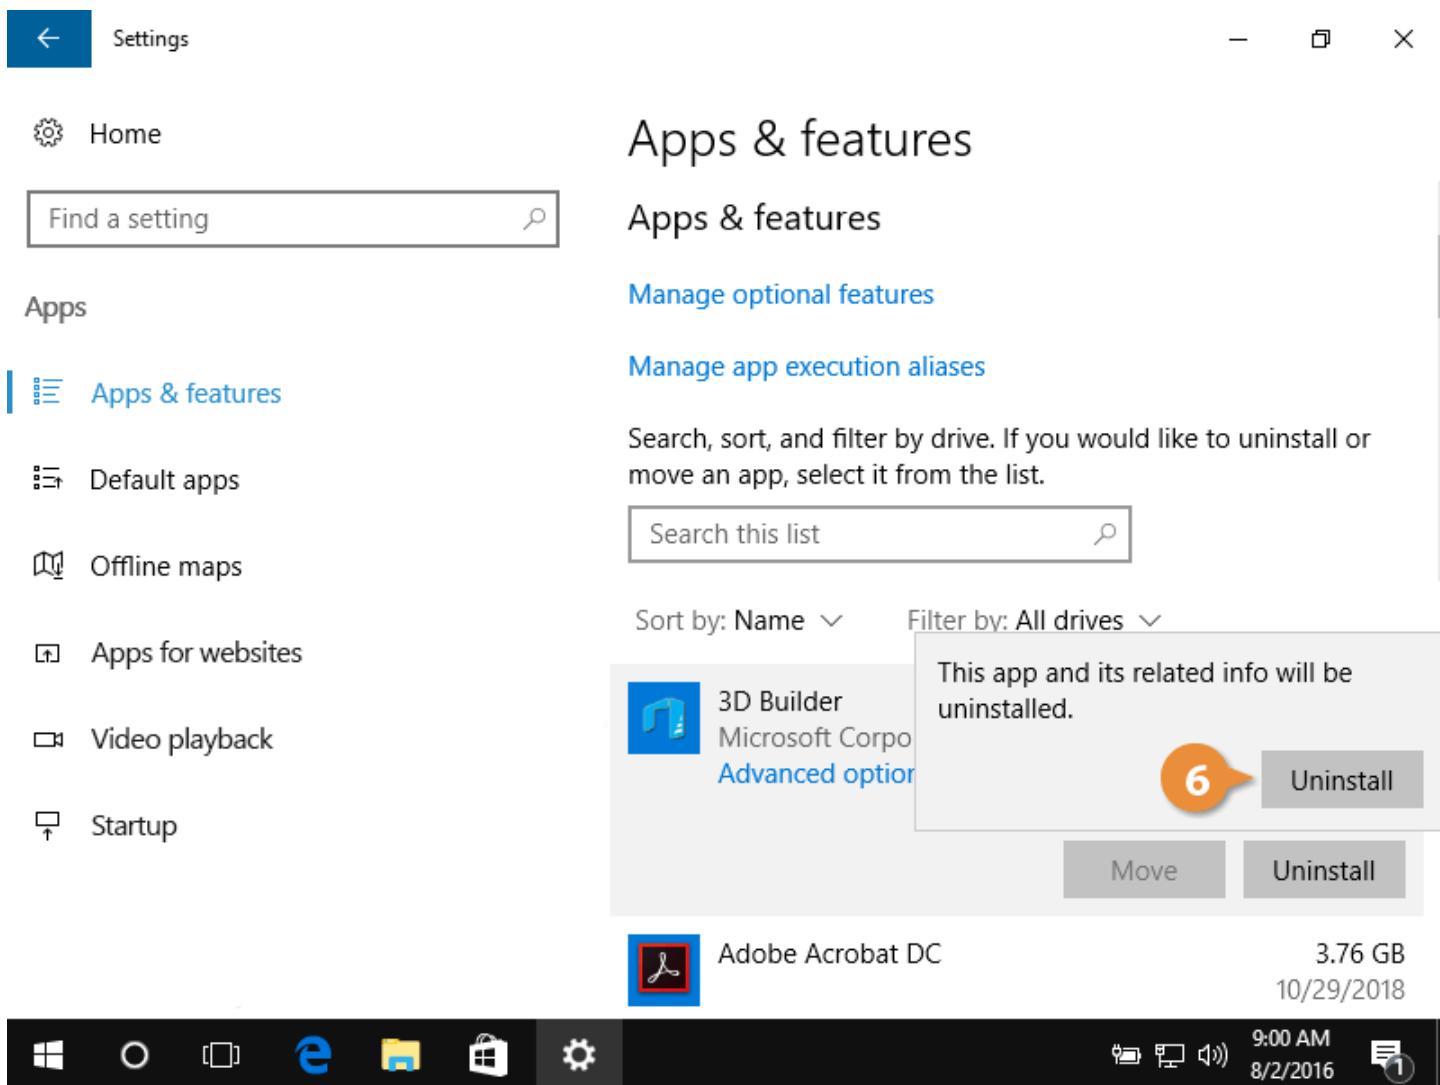 Settings
Home
Find a setting
Apps
Apps & features
Default apps
Offline maps
Apps for websites
Video playback
Startup
Apps & features
Apps & features
Manage optional features
Manage app execution aliases
Search, sort, and filter by drive. If you would like to uninstall or
move an app, select it from the list.
Search this list
Sort by: Name
Filter by: All drives
3D Builder
Microsoft Corpo
Advanced option
This app and its related info will be
uninstalled.
6
Uninstall
Move
Uninstall
Adobe Acrobat DC
3.76 GB
10/29/2018
9:00 AM
8/2/2016
1